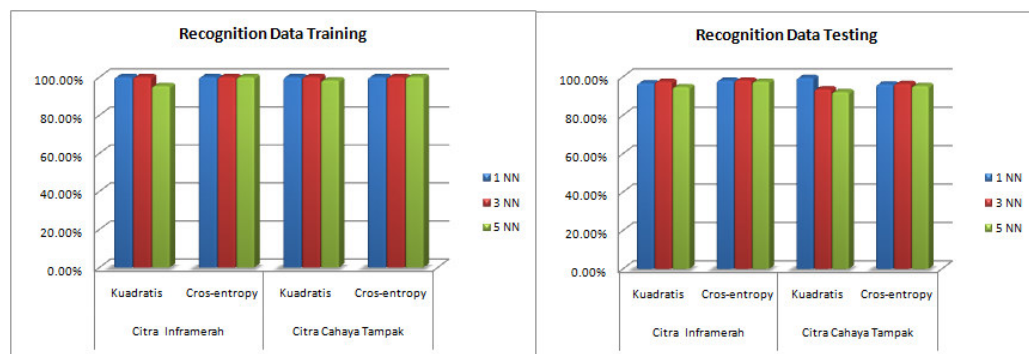 Recognition Data Training
100.00%
80.00%
60.00%
40.00%
20.00%
0.00%
1 NN
3 NN
5 NN
Kuadratis Cros-entropy Kuadratis Cros-entropy
Citra Inframerah Citra Cahaya Tampak
Recognition Data Testing
100.00%
80.00%
60.00%
40.00%
20.00%
0.00%
1 NN
3 NN
5 NN
Kuadratis Cros-entropy Kuadratis Cros-entropy
Citra Inframerah Citra Cahaya Tampak